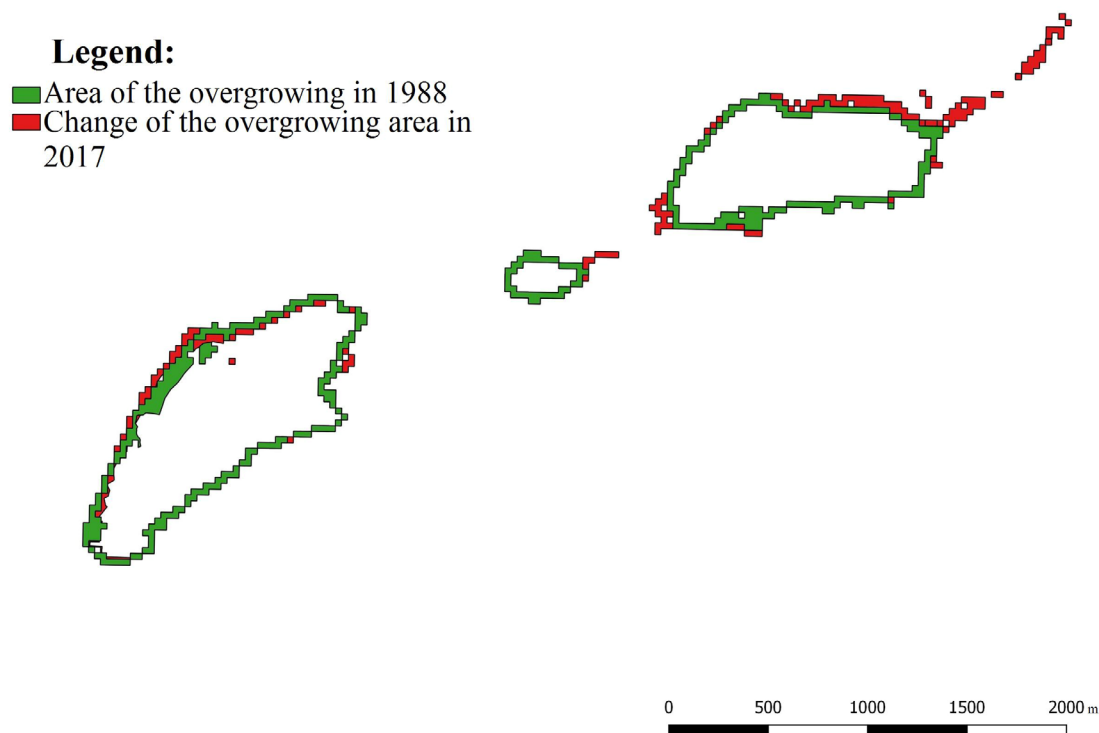 Legend:
Area of the overgrowing in 1988
Change of the overgrowing area in
2017
0 500 1000 1500 2000 m